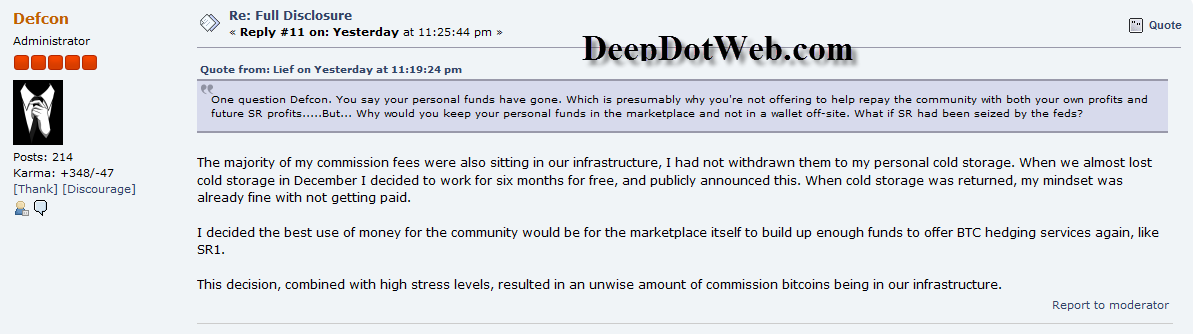 Defcon
Administrator
Posts: 214
Karma: +348/-47
[Thank] [Discourage]
Re: Full Disclosure
« Reply #11 on: Yesterday at 11:25:44 pm »
DeepDotWeb.com
Quote
Quote from: Lief on Yesterday at 11:19:24 pm
One question Defcon. You say your personal funds have gone. Which is presumably why you're not offering to help repay the community with both your own profits and
future SR profits.....But... Why would you keep your personal funds in the marketplace and not in a wallet off-site. What if SR had been seized by the feds?
The majority of my commission fees were also sitting in our infrastructure, I had not withdrawn them to my personal cold storage. When we almost lost
cold storage in December I decided to work for six months for free, and publicly announced this. When cold storage was returned, my mindset was
already fine with not getting paid.
I decided the best use of money for the community would be for the marketplace itself to build up enough funds to offer BTC hedging services again, like
SR1.
This decision, combined with high stress levels, resulted in an unwise amount of commission bitcoins being in our infrastructure.
Report to moderator